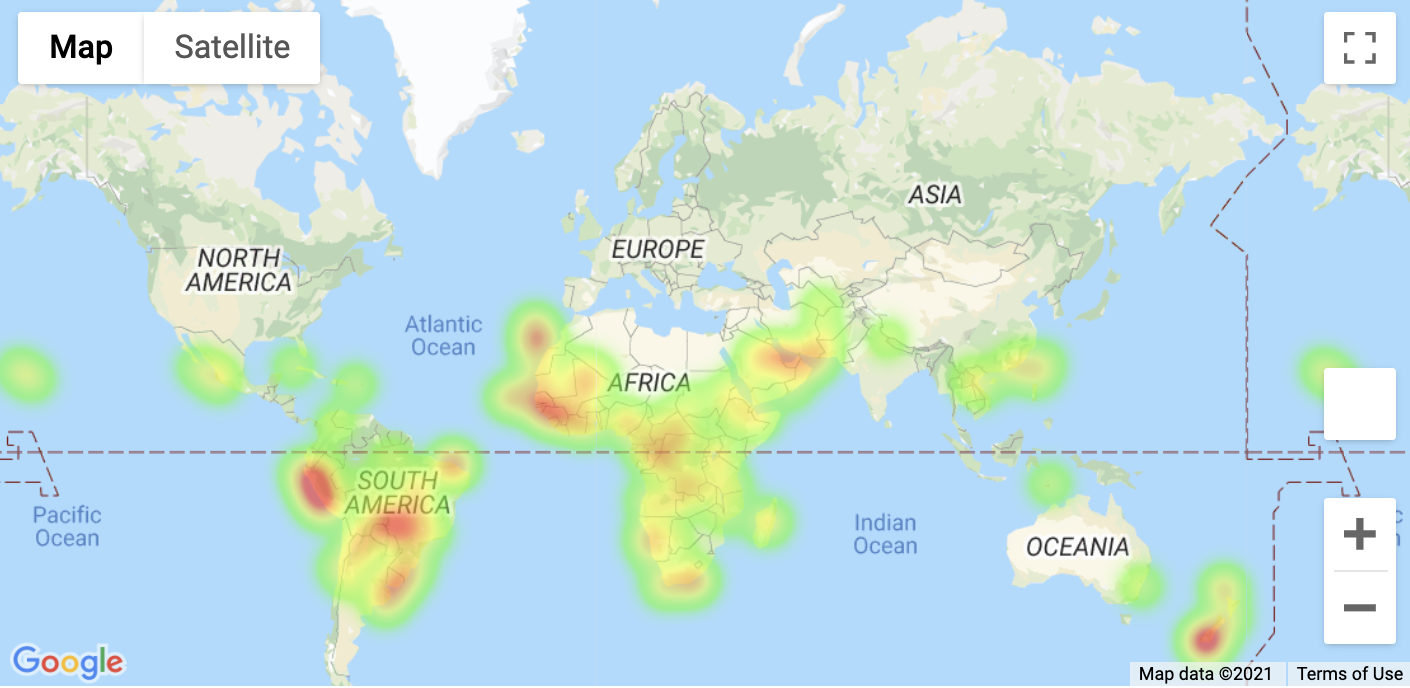 Map
Satellite
ASIA
EUROPE
NORTH
AMERICA
Atlantic
Ocean
AFRICA
SOUTH
AMERICA
Pacific
Ocean
Indian
Ocean
OCEANIA
Google
Map data ©2021
Terms of Use